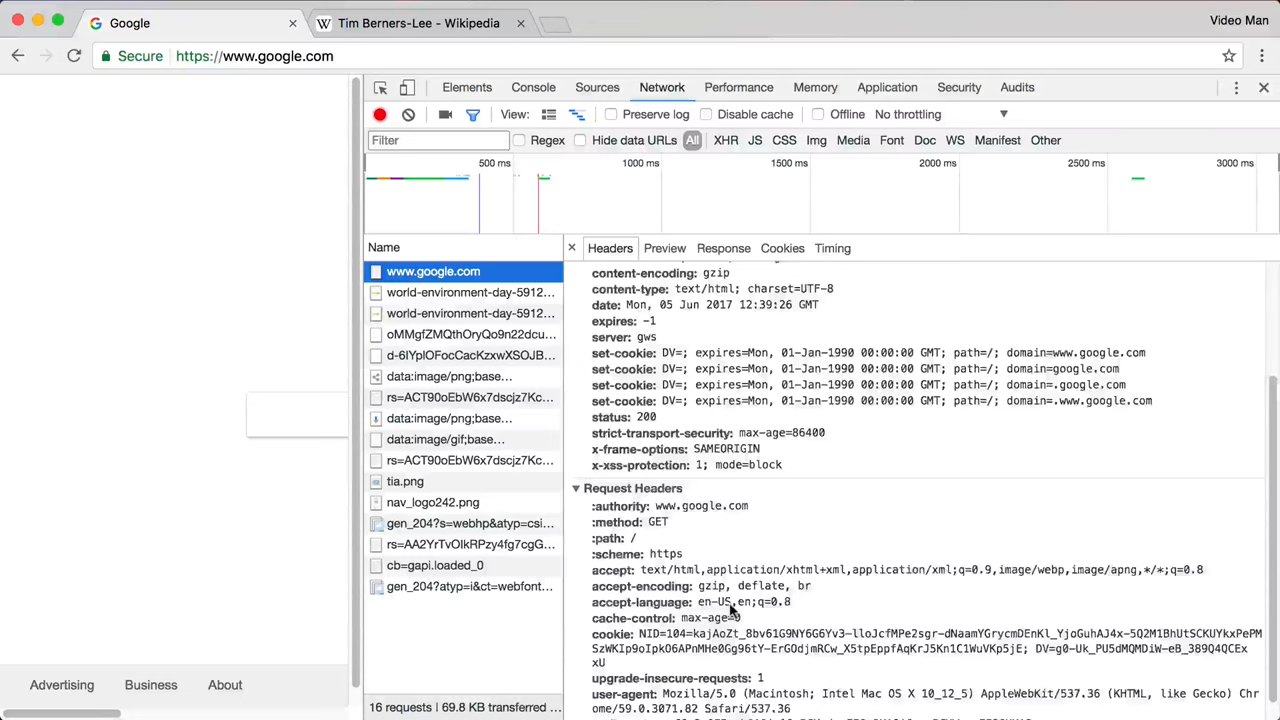 Google
Tim Berners-Lee - Wikipedia
Video Man
Secure
https://www.google.com
Elements
Console
Sources
Network
Performance
Memory
Application
Security
Audits
View:
Preserve log
Disable cache
Offline
No throttling
Filter
Regex
Hide data URLs
All
XHR
JS
CSS
Img
Media
Font
Doc
WS
Manifest
Other
500 ms
1000 ms
1500 ms
2000 ms
2500 ms
3000 ms
Name
www.google.com
world-environment-day-5912...
world-environment-day-5912...
oMMgfZMQthOryQo9n22dcu...
d-6IYplOFocCacKzxwXSOJB...
data:image/png;base...
rs=ACT90oEbW6x7dscjz7Kc...
data:image/png;base...
data:image/gif;base...
rs=ACT90oEbW6x7dscjz7Kc...
tia.png
nav_logo242.png
gen_204?s=webhp&atyp=csi...
rs=AA2YrTvOlkRPzy4fg7cgG...
cb=gapi.loaded_0
gen_204?atyp=i&ct=webfont...
16 requests | 69.8 KB transferred ...
Headers
Preview
Response
Cookies
Timing
content-encoding: gzip
content-type: text/html; charset=UTF-8
date: Mon, 05 Jun 2017 12:39:26 GMT
expires: -1
server: gws
set-cookie: DV=; expires=Mon, 01-Jan-1990 00:00:00 GMT; path=/; domain=www.google.com
set-cookie: DV=; expires=Mon, 01-Jan-1990 00:00:00 GMT; path=/; domain=google.com
set-cookie: DV=; expires=Mon, 01-Jan-1990 00:00:00 GMT; path=/; domain=.google.com
set-cookie: DV=; expires=Mon, 01-Jan-1990 00:00:00 GMT; path=/; domain=.www.google.com
status: 200
strict-transport-security: max-age=86400
x-frame-options: SAMEORIGIN
x-xss-protection: 1; mode=block
Request Headers
:authority: www.google.com
:method: GET
:path: /
:scheme: https
accept: text/html,application/xhtml+xml,application/xml;q=0.9,image/webp,image/apng,*/*;q=0.8
accept-encoding: gzip, deflate, br
accept-language: en-US,en;q=0.8
cache-control: max-age=0
cookie: NID=104=kajAoZt_8bv61G9NY6G6Yv3-lloJcfMPe2sgr-dNaamYGrycmDEnKl_YjoGuhAJ4x-5Q2M1BhUtSCKUYkxPePM
SzWKIp9oIpkO6APnMHe0Gg96tY-ErGOdjmRCw_X5tpEppfAqKrJ5Kn1C1WuVKp5jE; DV=g0-Uk_PU5dMQMDiW-eB_389Q4QCEx
xU
upgrade-insecure-requests: 1
user-agent: Mozilla/5.0 (Macintosh; Intel Mac OS X 10_12_5) AppleWebKit/537.36 (KHTML, like Gecko) Chr
ome/59.0.3071.82 Safari/537.36
Advertising
Business
About